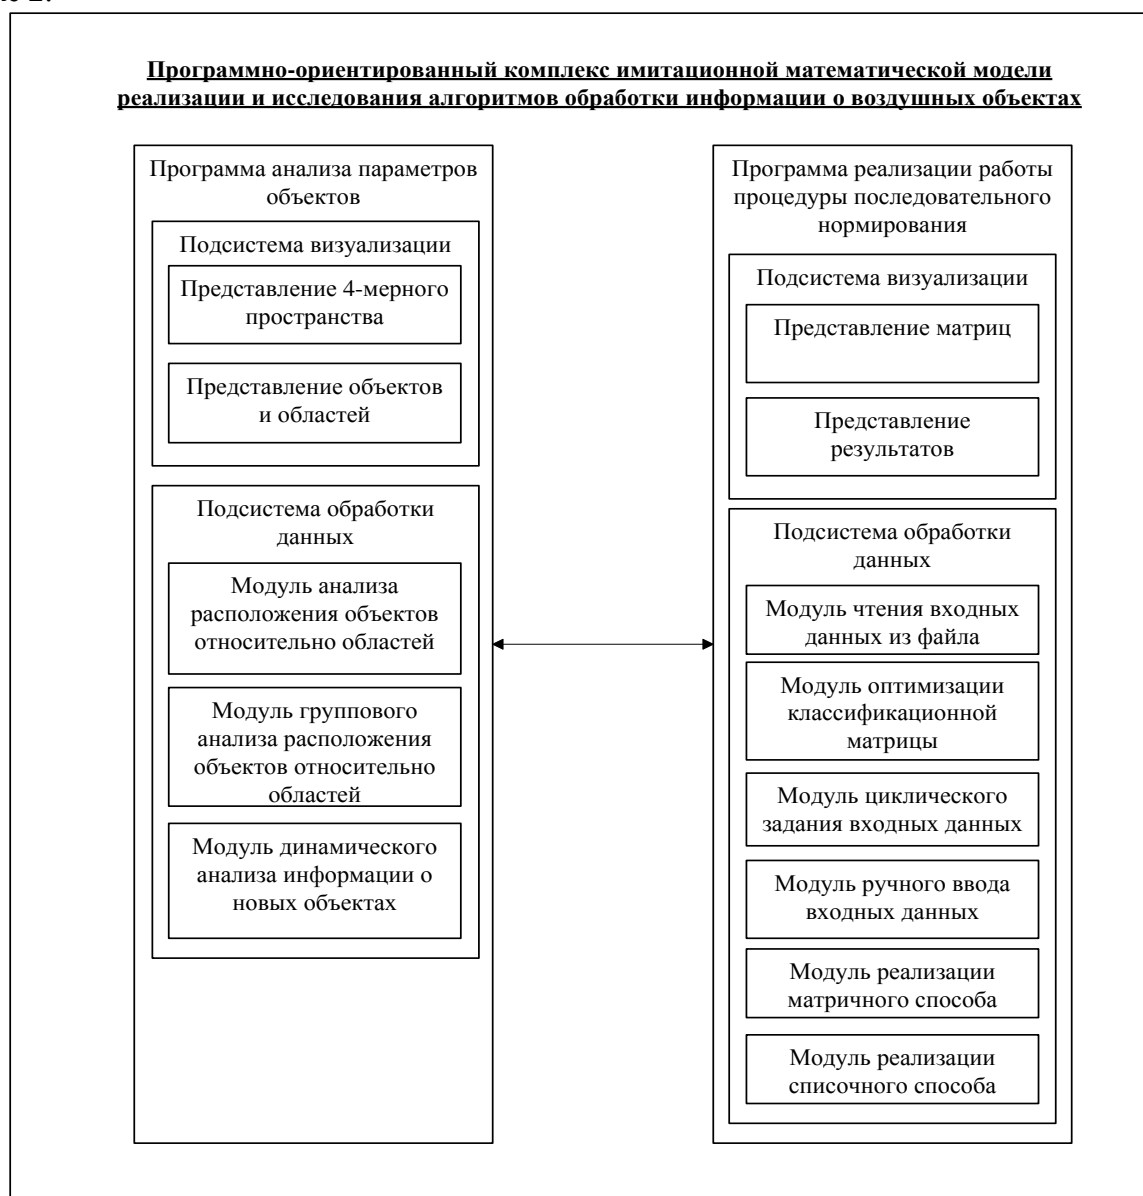 Программно-ориентированный комплекс имитационной математической модели
реализации и исследования алгоритмов обработки информации о воздушных объектах
Программа анализа параметров
объектов
Подсистема визуализации
Представление 4-мерного
пространства
Представление объектов
и областей
Подсистема обработки
данных
Модуль анализа
расположения объектов
относительно областей
Модуль группового
анализа расположения
объектов относительно
областей
Модуль динамического
анализа информации о
новых объектах
Программа реализации работы
процедуры последовательного
нормирования
Подсистема визуализации
Представление матриц
Представление
результатов
Подсистема обработки
данных
Модуль чтения входных
данных из файла
Модуль оптимизации
классификационной
матрицы
Модуль циклического
задания входных данных
Модуль ручного ввода
входных данных
Модуль реализации
матричного способа
Модуль реализации
списочного способа